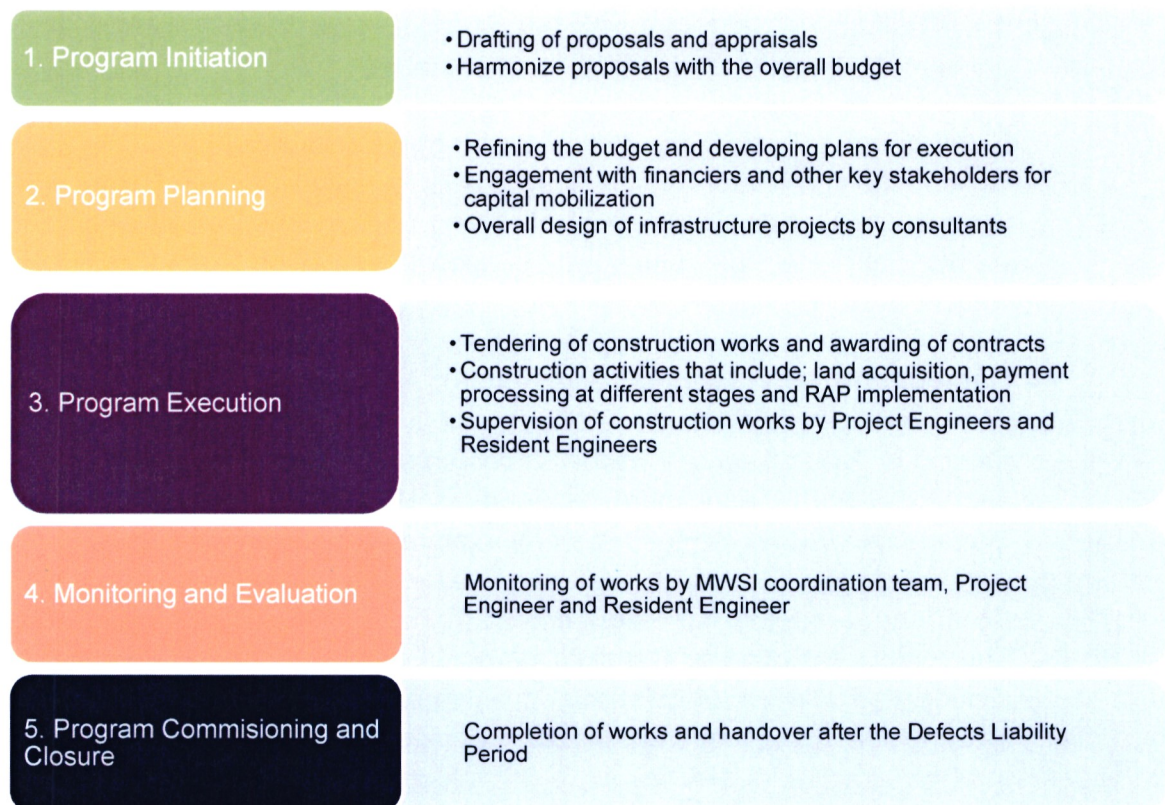 1. Program Initiation
• Drafting of proposals and appraisals
• Harmonize proposals with the overall budget
2. Program Planning
• Refining the budget and developing plans for execution
• Engagement with financiers and other key stakeholders for
capital mobilization
• Overall design of infrastructure projects by consultants
3. Program Execution
• Tendering of construction works and awarding of contracts
• Construction activities that include; land acquisition, payment
processing at different stages and RAP implementation
• Supervision of construction works by Project Engineers and
Resident Engineers
4. Monitoring and Evaluation
Monitoring of works by MWSI coordination team, Project
Engineer and Resident Engineer
5. Program Commisioning and
Closure
Completion of works and handover after the Defects Liability
Period